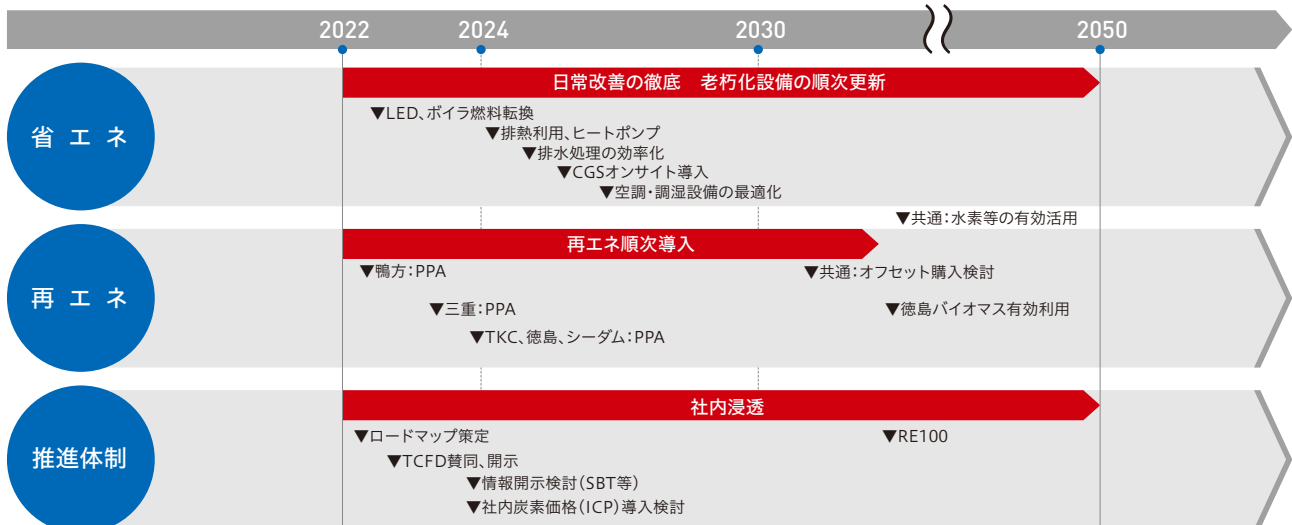 2022 2024 2030 2050
省エネ
日常改善の徹底 老朽化設備の順次更新
▼LED、ボイラ燃料転換
▼排熱利用、ヒートポンプ
▼排水処理の効率化
▼CGSオンサイト導入
▼空調・調湿設備の最適化
▼共通：水素等の有効活用
再エネ
再エネ順次導入
▼鴨方：PPA
▼共通：オフセット購入検討
▼三重：PPA
▼徳島バイオマス有効利用
▼TKC、徳島、シーダム：PPA
推進体制
社内浸透
▼ロードマップ策定
▼RE100
▼TCFD賛同、開示
▼情報開示検討（SBT等）
▼社内炭素価格（ICP）導入検討